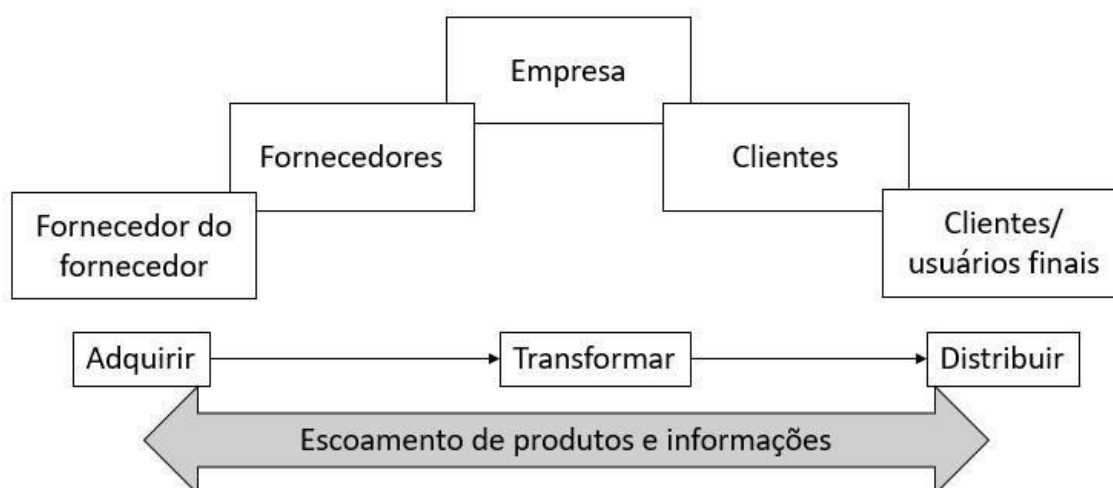 Empresa
Fornecedores
Clientes
Fornecedor do
fornecedor
Clientes/
usuários finais
Adquirir
Transformar
Distribuir
Escoamento de produtos e informações